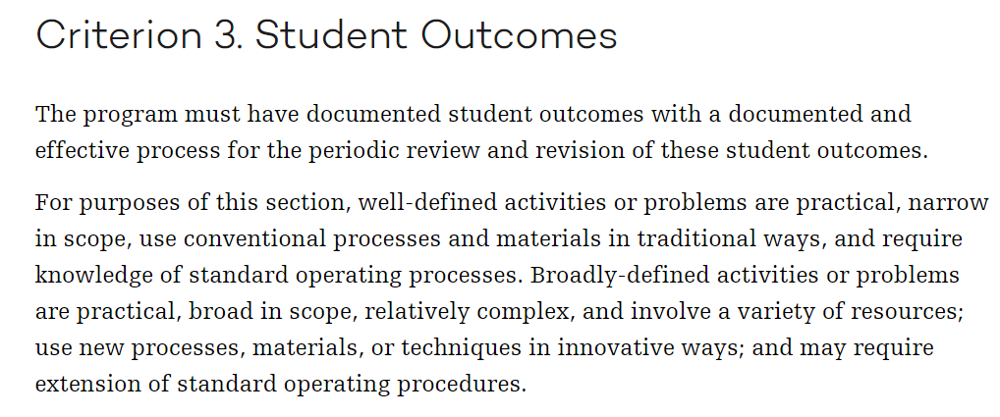 Criterion 3. Student Outcomes
The program must have documented student outcomes with a documented and
effective process for the periodic review and revision of these student outcomes.
For purposes of this section, well-defined activities or problems are practical, narrow
in scope, use conventional processes and materials in traditional ways, and require
knowledge of standard operating processes. Broadly-defined activities or problems
are practical, broad in scope, relatively complex, and involve a variety of resources;
use new processes, materials, or techniques in innovative ways; and may require
extension of standard operating procedures.